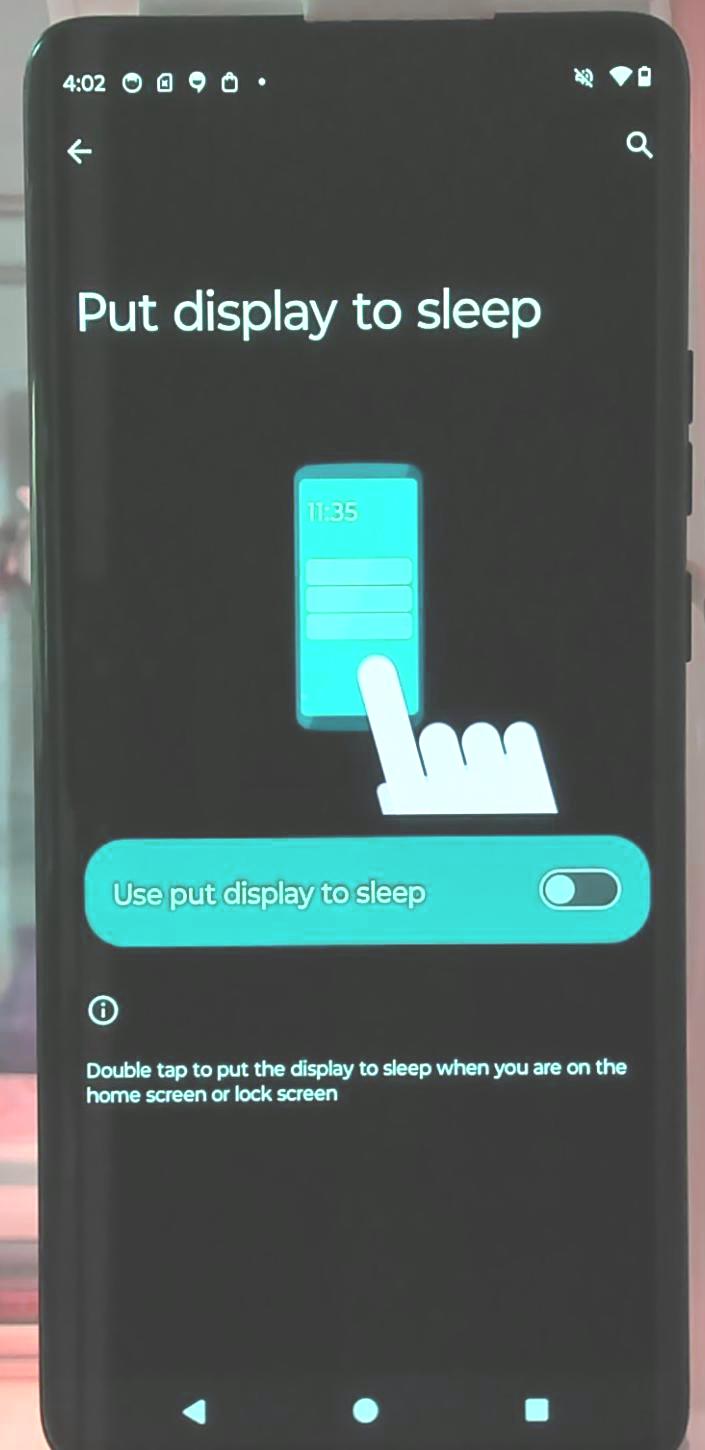 4:02
Put display to sleep
11:35
Use put display to sleep
Double tap to put the display to sleep when you are on the
home screen or lock screen